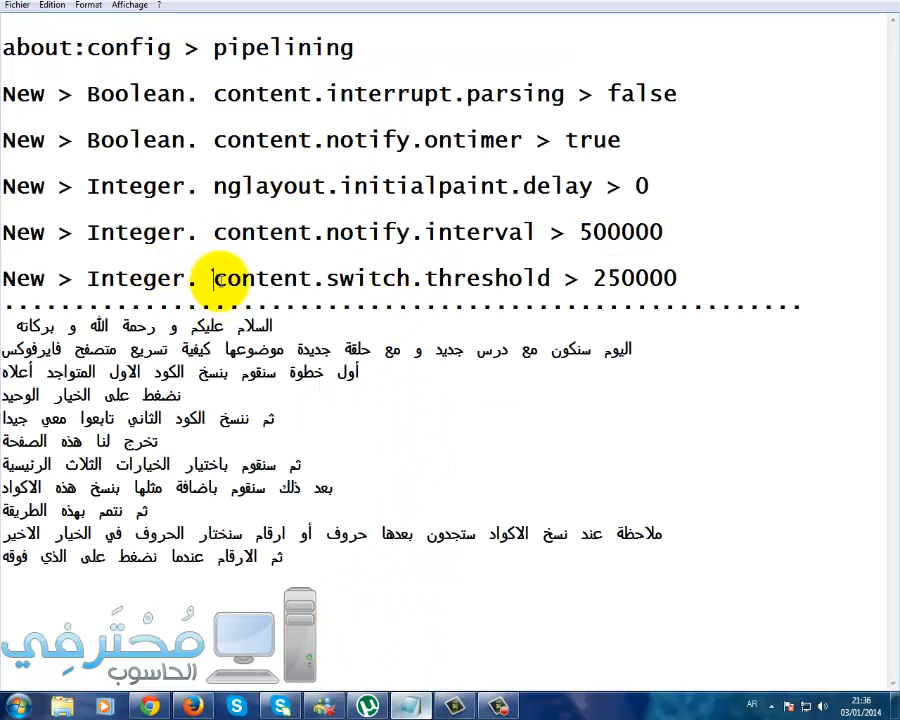 Fichier Edition Format Affichage ?
about:config > pipelining
New > Boolean. content.interrupt.parsing > false
New > Boolean. content.notify.ontimer > true
New > Integer. nglayout.initialpaint.delay > 0
New > Integer. content.notify.interval > 500000
New > Integer. content.switch.threshold > 250000
.........................................................
السلام عليكم و رحمة الله و بركاته
اليوم سنكون مع درس جديد و مع حلقة جديدة موضوعها كيفية تسريع متصفح فايرفوكس
أول خطوة سنقوم بنسخ الكود الاول المتواجد أعلاه
نضغط على الخيار الوحيد
ثم ننسخ الكود الثاني تابعوا معي جيدا
تخرج لنا هذه الصفحة
ثم سنقوم باختيار الخيارات الثلاث الرئيسية
بعد ذلك سنقوم باضافة مثلها بنسخ هذه الاكواد
ثم نتمم بهذه الطريقة
ملاحظة عند نسخ الاكواد ستجدون بعدها حروف أو ارقام سنختار الحروف في الخيار الاخير
ثم الارقام عندما نضغط على الذي فوقه
مُحْتَرفِي
الحاسوب
AR
21:36
03/01/2014